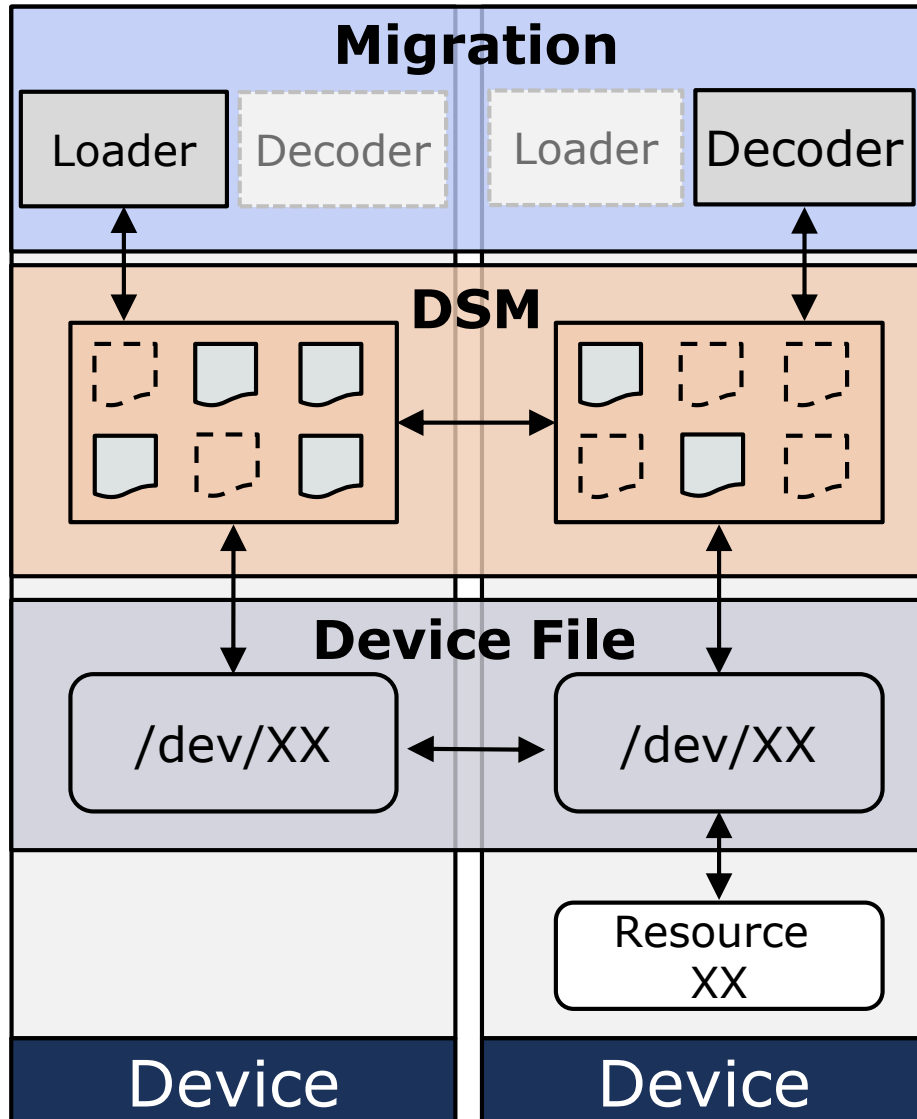 Migration
Loader
Decoder
Loader
Decoder
DSM
Device File
/dev/XX
/dev/XX
Resource
XX
Device
Device